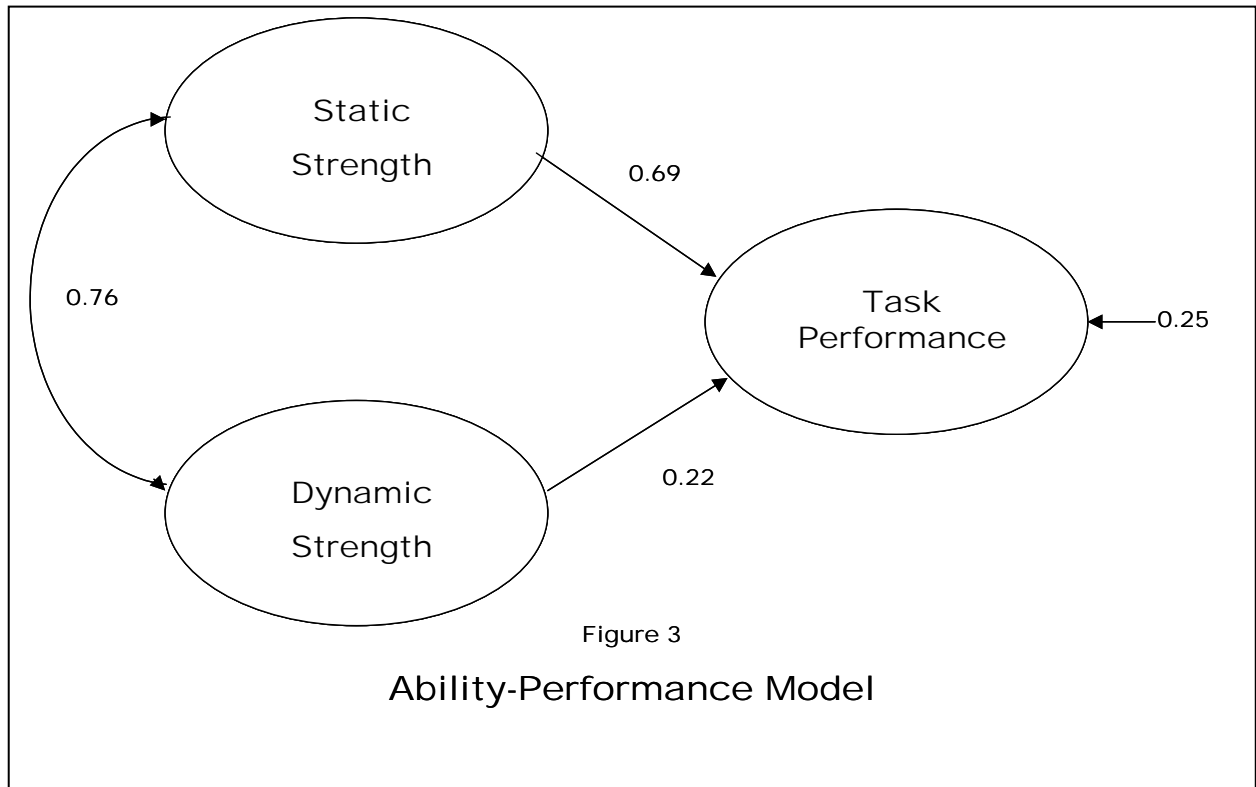 Static
Strength
0.69
0.76
Task
Performance
0.25
0.22
Dynamic
Strength
Figure 3
Ability-Performance Model